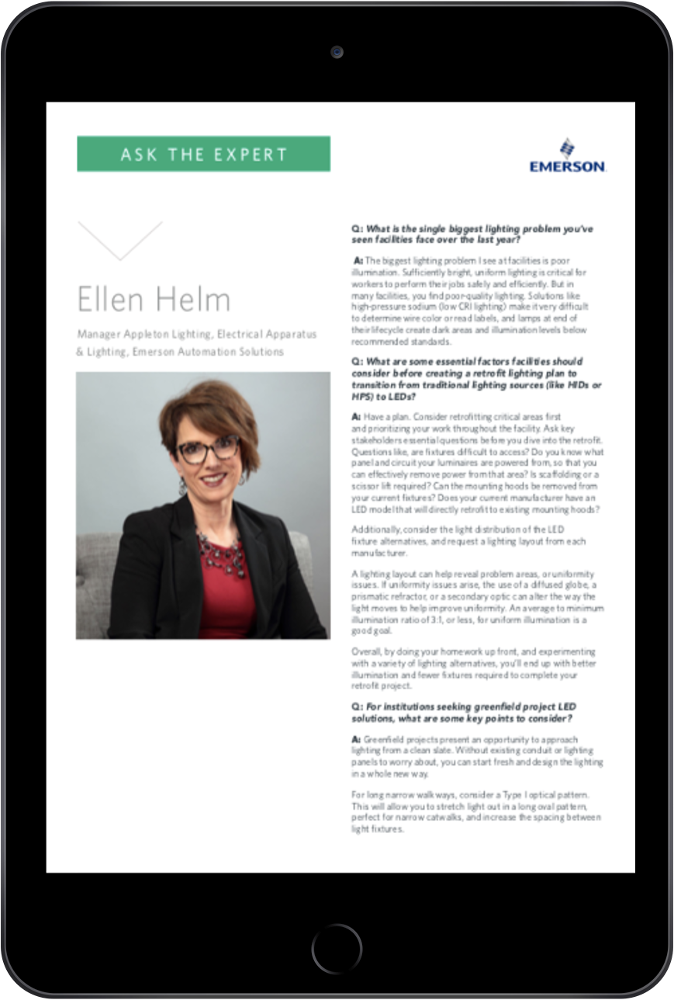 ASK THE EXPERT
EMERSON
Ellen Helm
Manager Appleton Lighting, Electrical Apparatus
& Lighting, Emerson Automation Solutions
Q: What is the single biggest lighting problem you've
seen facilities face over the last year?
A: The biggest lighting problem I see at facilities is poor
illumination. Sufficiently bright, uniform lighting is critical for
workers to perform their jobs safely and efficiently. But in
many facilities, you find poor-quality lighting. Solutions like
high-pressure sodium (low CRI lighting) make it very difficult
to determine wire color or read labels, and lamps at end of
their lifecycle create dark areas and illumination levels below
recommended standards.
Q: What are some essential factors facilities should
consider before creating a retrofit lighting plan to
transition from traditional lighting sources (like HIDs or
HPS) to LEDs?
A: Have a plan. Consider retrofitting critical areas first
and prioritizing your work throughout the facility. Ask key
stakeholders essential questions before you dive into the retrofit.
Questions like, are fixtures difficult to access? Do you know what
panel and circuit your luminaires are powered from, so that you
can effectively remove power from that area? Is scaffolding or a
scissor lift required? Can the mounting hoods be removed from
your current fixtures? Does your current manufacturer have an
LED model that will directly retrofit to existing mounting hoods?
Additionally, consider the light distribution of the LED
fixture alternatives, and request a lighting layout from each
manufacturer.
A lighting layout can help reveal problem areas, or uniformity
issues. If uniformity issues arise, the use of a diffused globe, a
prismatic refractor, or a secondary optic can alter the way the
light moves to help improve uniformity. An average to minimum
illumination ratio of 3:1, or less, for uniform illumination is a
good goal.
Overall, by doing your homework up front, and experimenting
with a variety of lighting alternatives, you'll end up with better
illumination and fewer fixtures required to complete your
retrofit project.
Q: For institutions seeking greenfield project LED
solutions, what are some key points to consider?
A: Greenfield projects present an opportunity to approach
lighting from a clean slate. Without existing conduit or lighting
panels to worry about, you can start fresh and design the lighting
in a whole new way.
For long narrow walkways, consider a Type I optical pattern.
This will allow you to stretch light out in a long oval pattern,
perfect for narrow catwalks, and increase the spacing between
light fixtures.